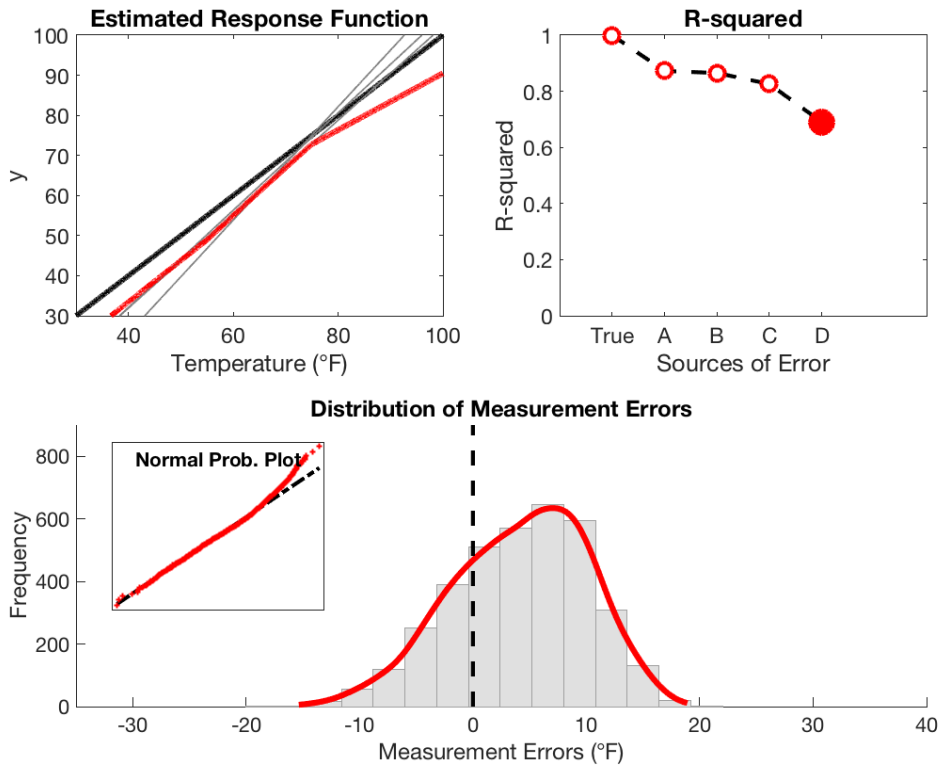 Estimated Response Function
100
90
80
70
60
50
40
30
y
40 60 80 100
Temperature (°F)
R-squared
1
0.8
0.6
0.4
0.2
0
R-squared
True A B C D
Sources of Error
Distribution of Measurement Errors
Normal Prob. Plot
800
600
400
200
0
Frequency
-30 -20 -10 0 10 20 30 40
Measurement Errors (°F)